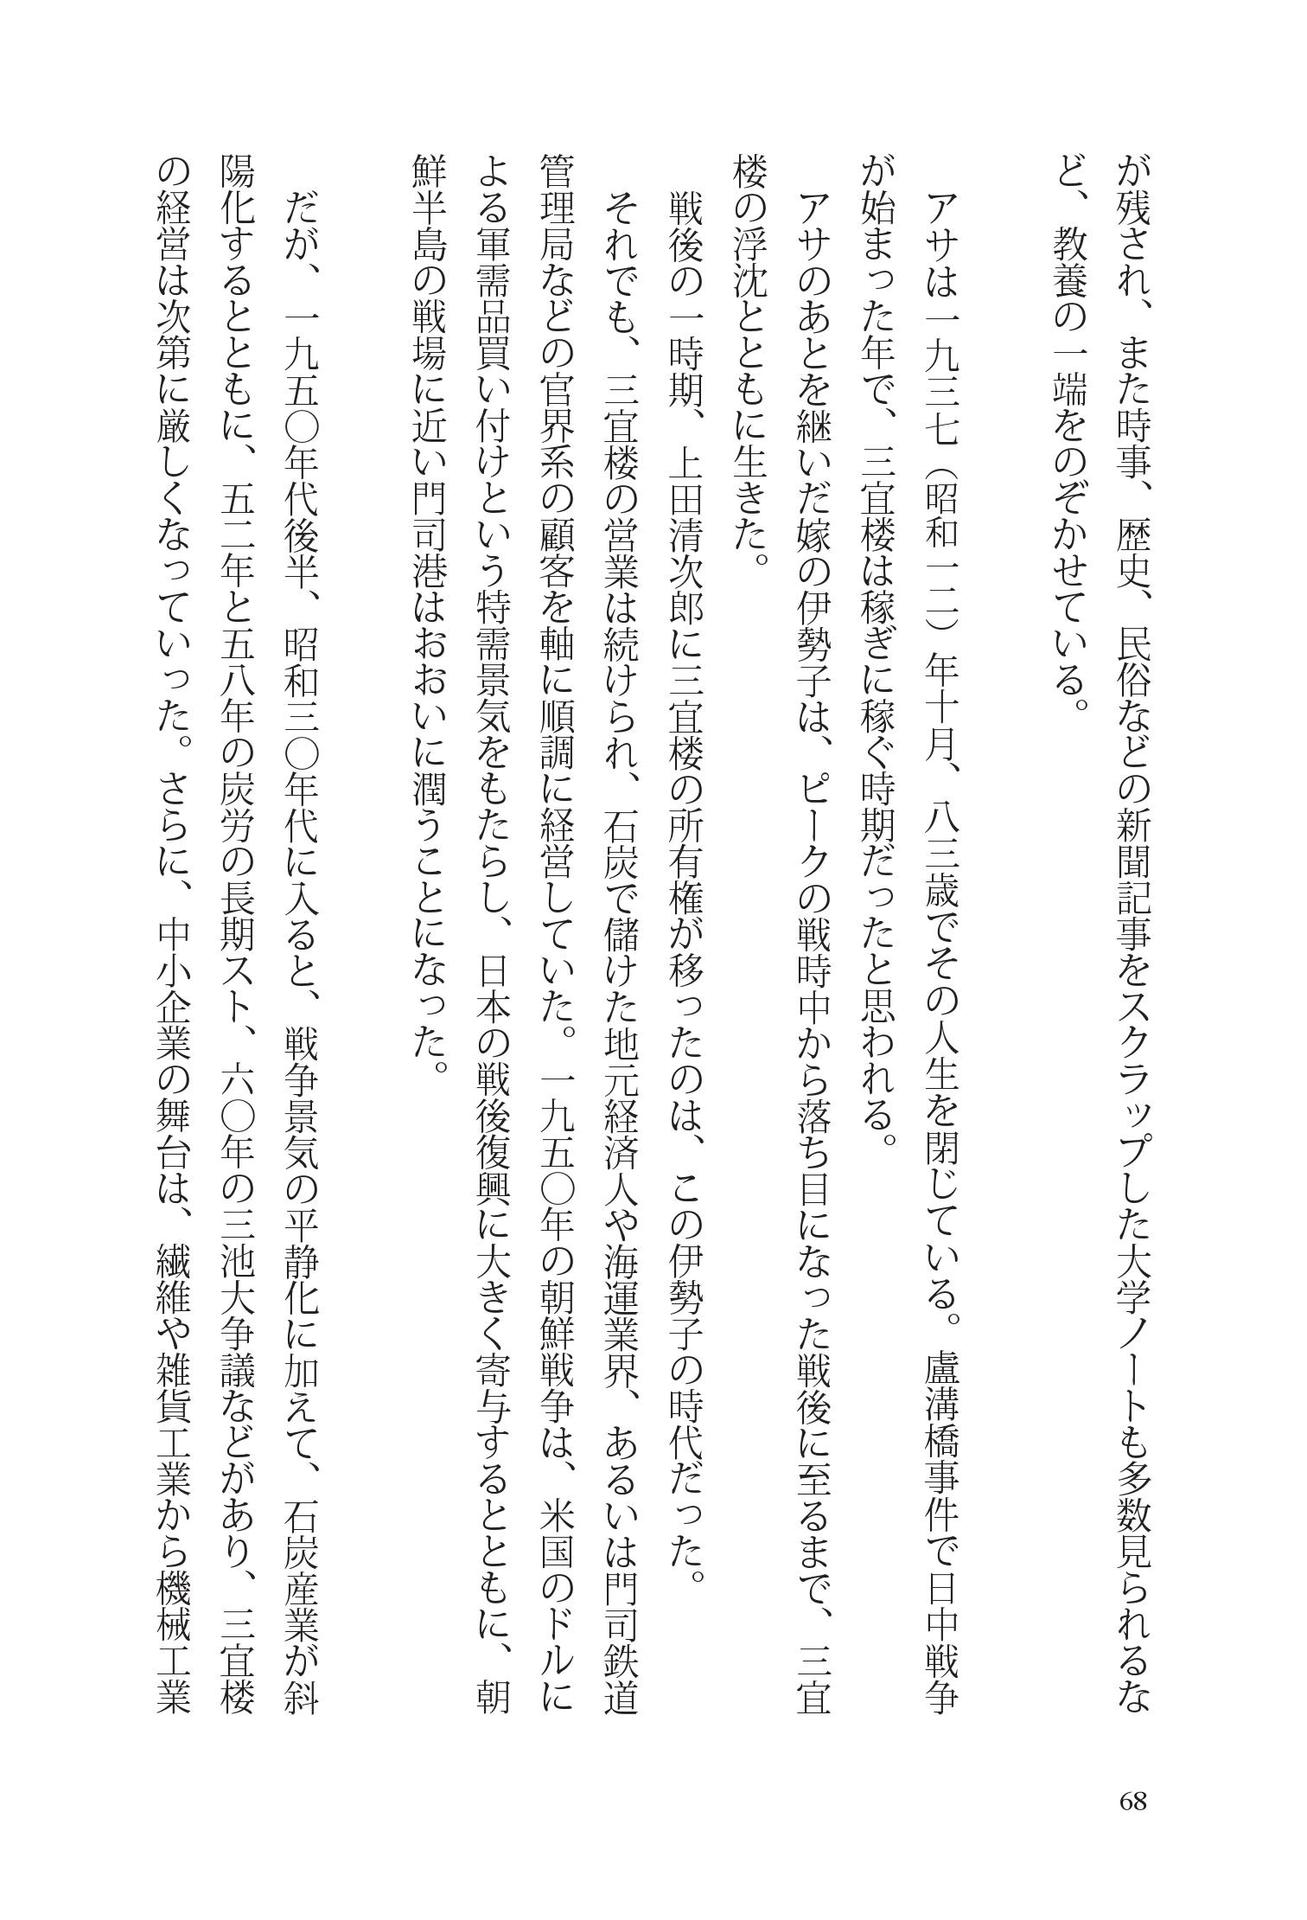 が残され、また時事、歴史、民俗などの新聞記事をスクラップした大学ノートも多数見られるな
ど、教養の一端をのぞかせている。
アサは一九三七（昭和一二）年十月、八三歳でその人生を閉じている。盧溝橋事件で日中戦争
が始まった年で、三宜楼は稼ぎに稼ぐ時期だったと思われる。
アサのあとを継いだ嫁の伊勢子は、ピークの戦時中から落ち目になった戦後に至るまで、三宜
楼の浮沈とともに生きた。
戦後の一時期、上田清次郎に三宜楼の所有権が移ったのは、この伊勢子の時代だった。
それでも、三宜楼の営業は続けられ、石炭で儲けた地元経済人や海運業界、あるいは門司鉄道
管理局などの官界系の顧客を軸に順調に経営していた。一九五〇年の朝鮮戦争は、米国のドルに
よる軍需品買い付けという特需景気をもたらし、日本の戦後復興に大きく寄与するとともに、朝
鮮半島の戦場に近い門司港はおおいに潤うことになった。
だが、一九五〇年代後半、昭和三〇年代に入ると、戦争景気の平静化に加えて、石炭産業が斜
陽化するとともに、五二年と五八年の炭労の長期スト、六〇年の三池大争議などがあり、三宜楼
の経営は次第に厳しくなっていった。さらに、中小企業の舞台は、繊維や雑貨工業から機械工業
68